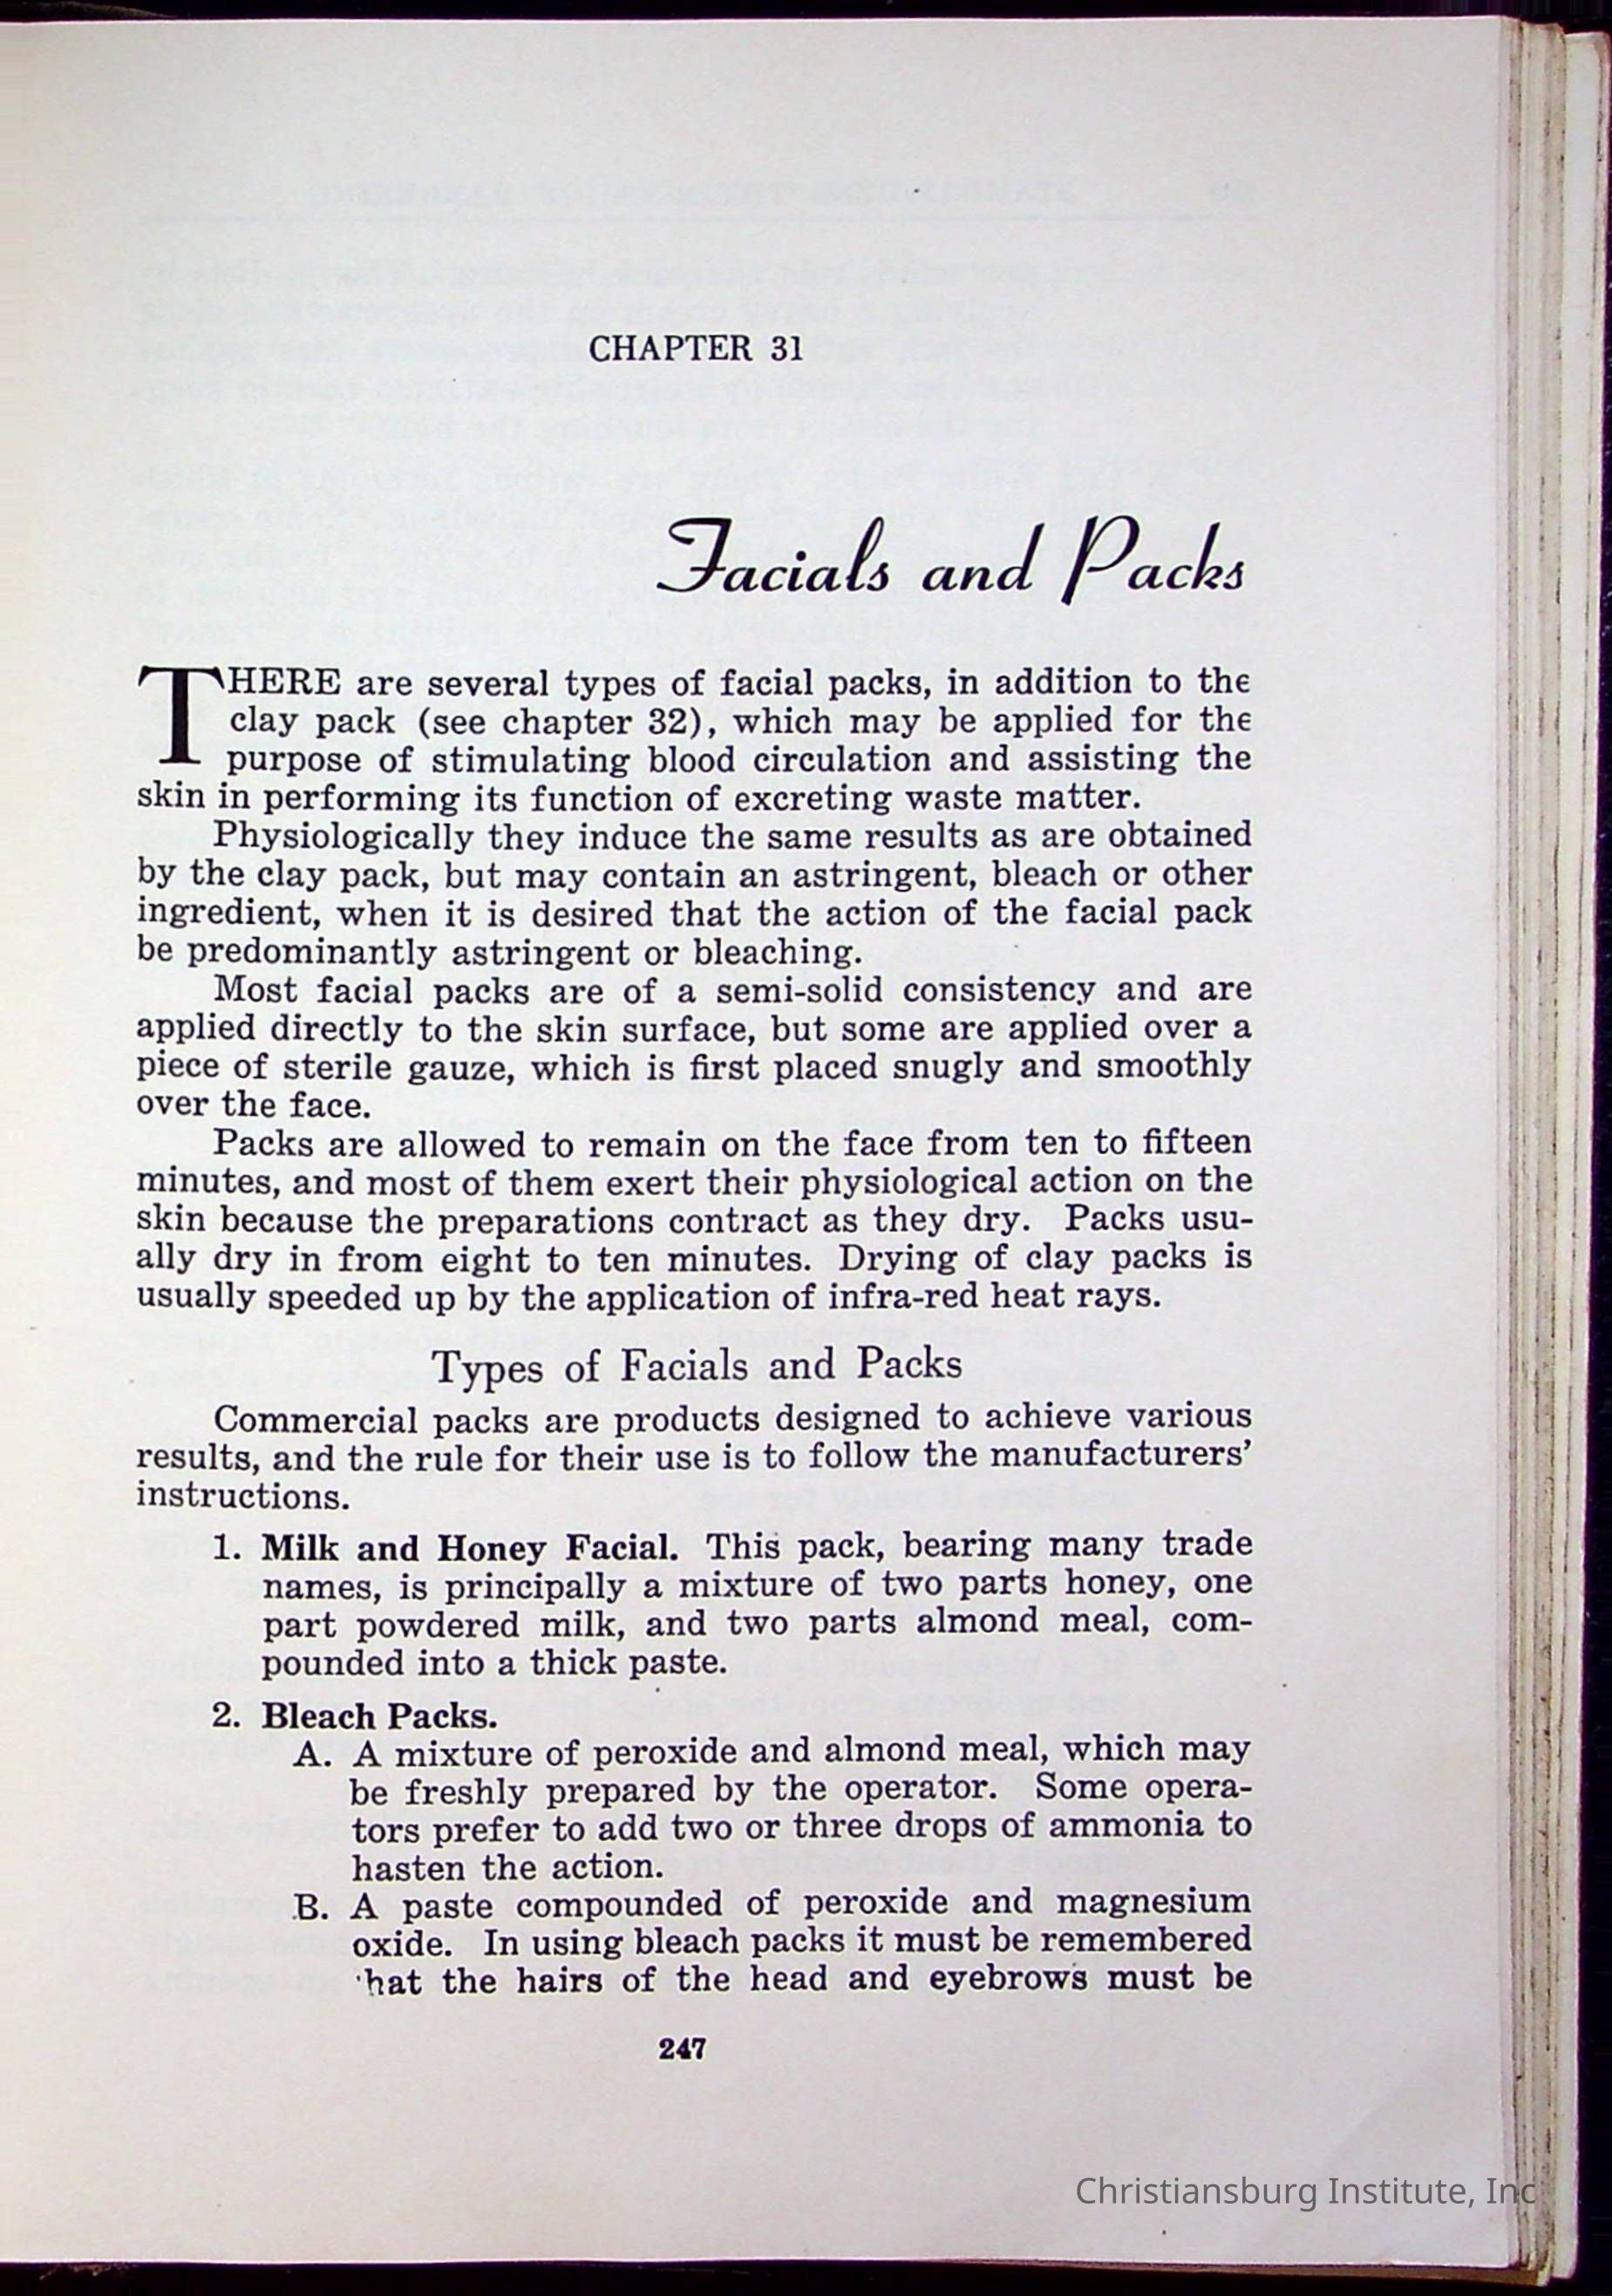 CHAPTER 31
Facials and Packs
THERE are several types of facial packs, in addition to the
clay pack (see chapter 32), which may be applied for the
purpose of stimulating blood circulation and assisting the
skin in performing its function of excreting waste matter.
Physiologically they induce the same results as are obtained
by the clay pack, but may contain an astringent, bleach or other
ingredient, when it is desired that the action of the facial pack
be predominantly astringent or bleaching.
Most facial packs are of a semi-solid consistency and are
applied directly to the skin surface, but some are applied over a
piece of sterile gauze, which is first placed snugly and smoothly
over the face.
Packs are allowed to remain on the face from ten to fifteen
minutes, and most of them exert their physiological action on the
skin because the preparations contract as they dry. Packs usu-
ally dry in from eight to ten minutes. Drying of clay packs is
usually speeded up by the application of infra-red heat rays.
Types of Facials and Packs
Commercial packs are products designed to achieve various
results, and the rule for their use is to follow the manufacturers'
instructions.
1. Milk and Honey Facial. This pack, bearing many trade
names, is principally a mixture of two parts honey, one
part powdered milk, and two parts almond meal, com-
pounded into a thick paste.
2. Bleach Packs.
A. A mixture of peroxide and almond meal, which may
be freshly prepared by the operator. Some opera-
tors prefer to add two or three drops of ammonia to
hasten the action.
B. A paste compounded of peroxide and magnesium
oxide. In using bleach packs it must be remembered
that the hairs of the head and eyebrows must be
247
Christiansburg Institute, Inc